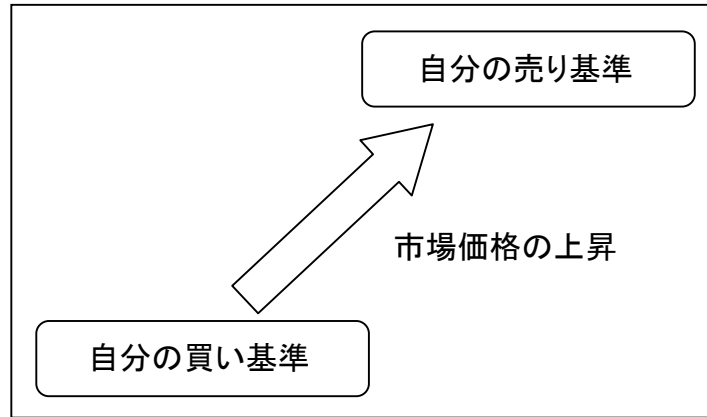 自分の売り基準
市場価格の上昇
自分の買い基準